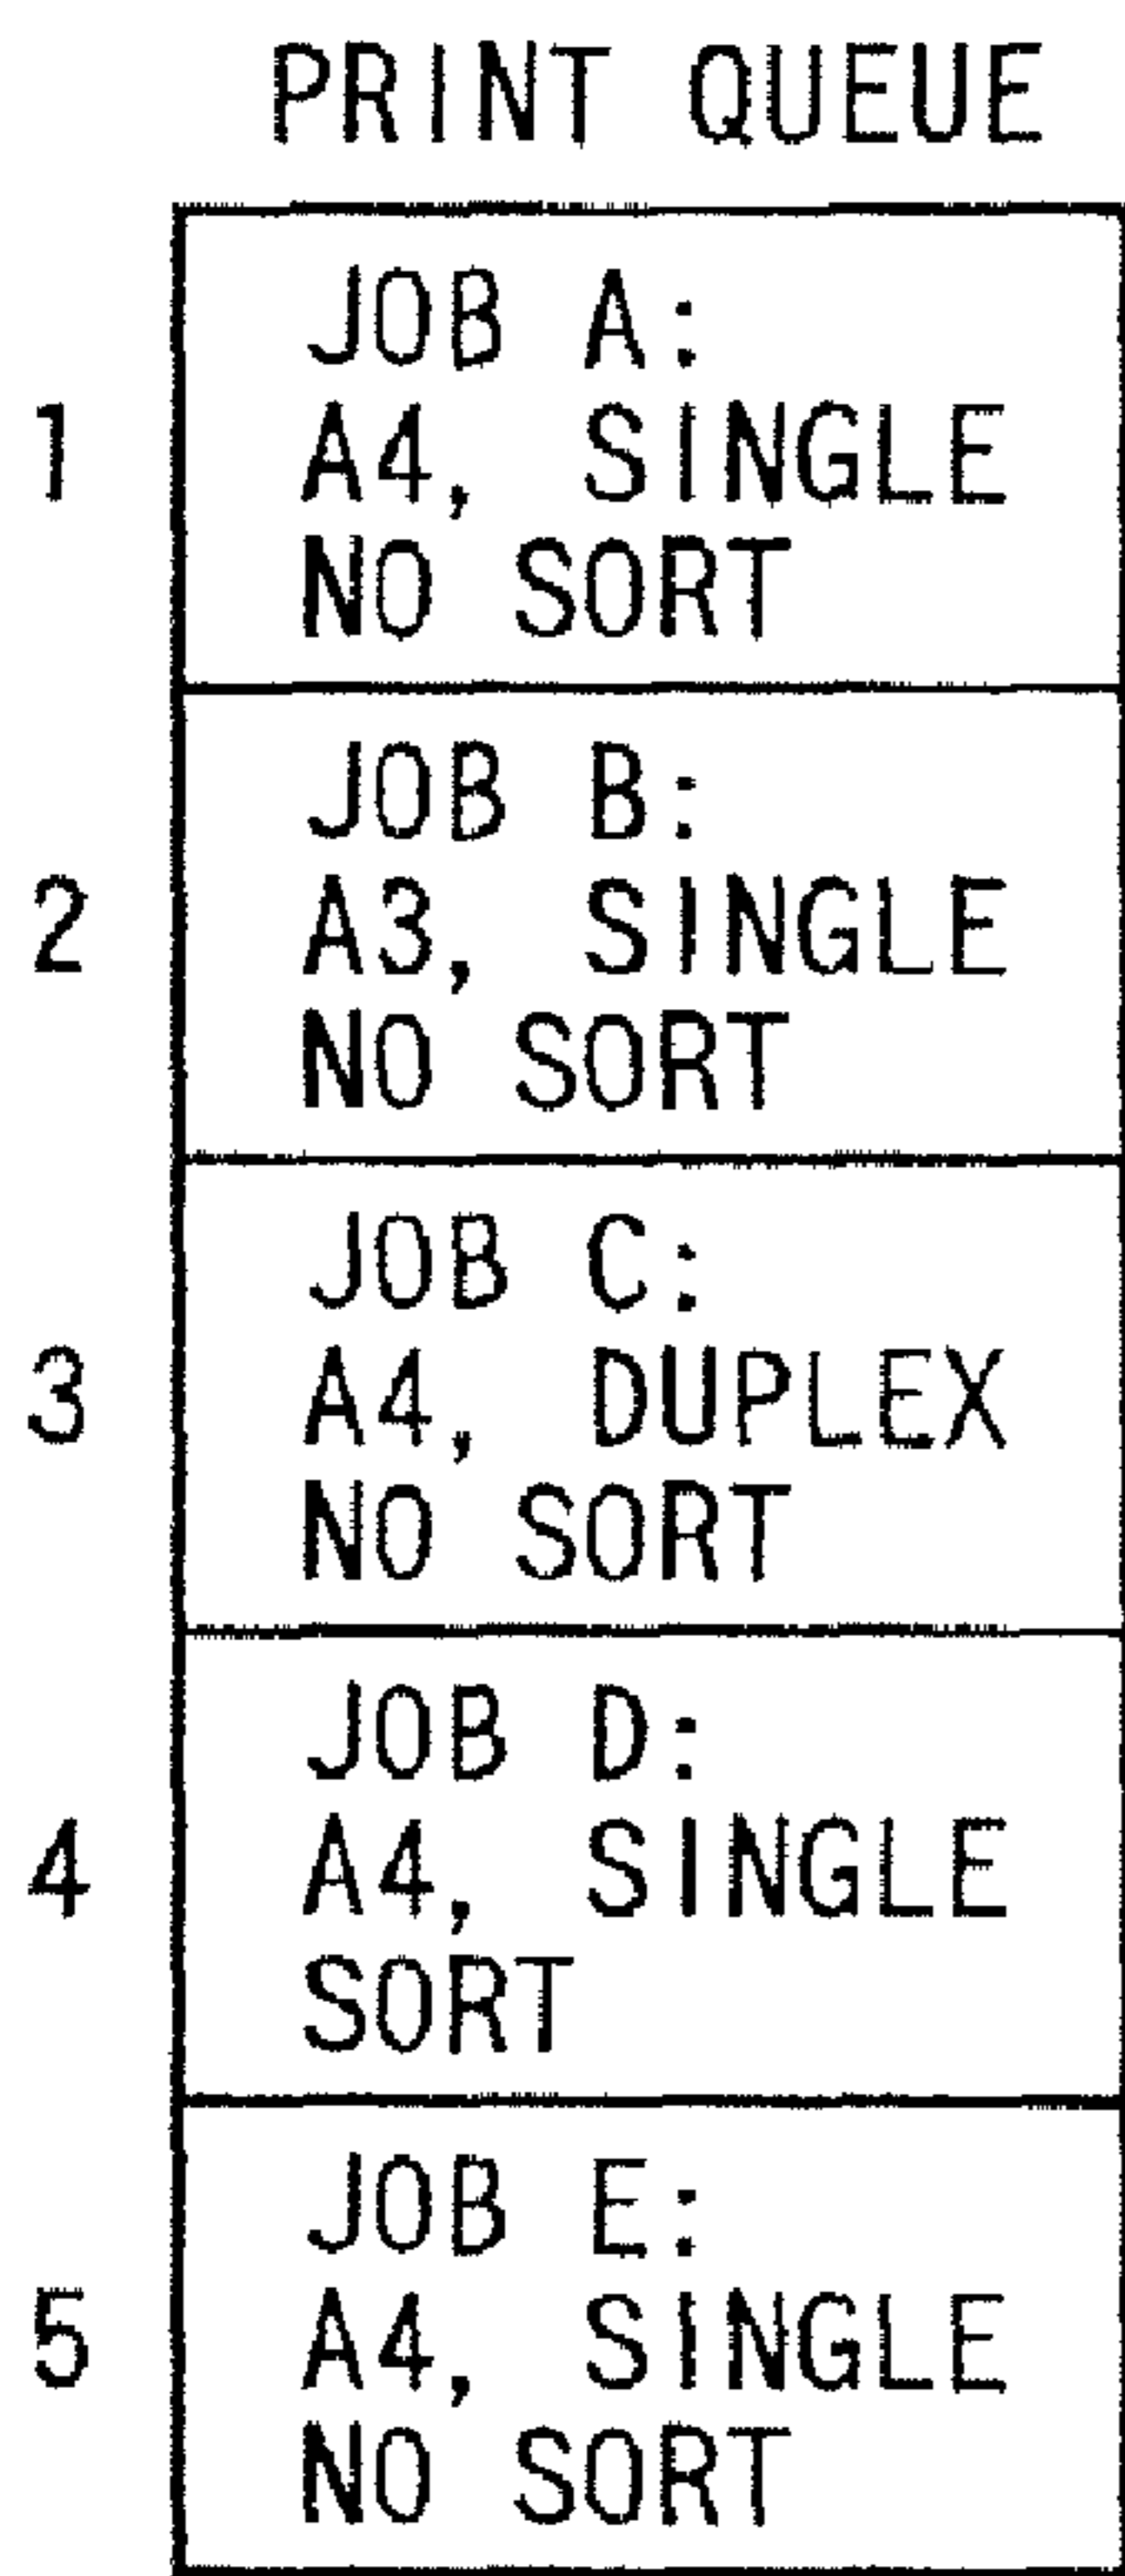 PRINT QUEUE
JOB A:
1 A4, SINGLE
NO SORT
JOB B:
2 A3, SINGLE
NO SORT
JOB C:
3 A4, DUPLEX
NO SORT
JOB D:
4 A4, SINGLE
SORT
JOB E:
5 A4, SINGLE
NO SORT